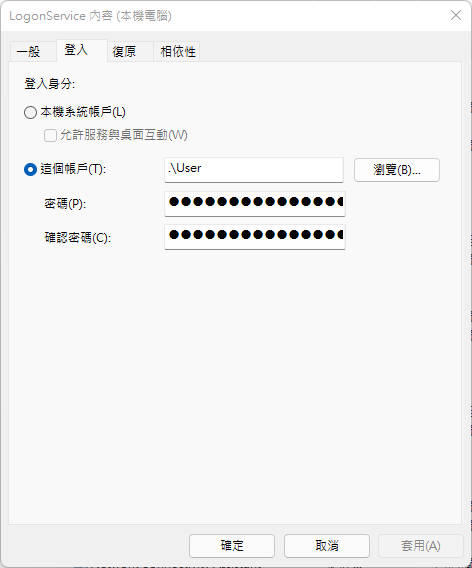 LogonService 內容 (本機電腦)
一般 登入 復原 相依性
登入身分:
本機系統帳戶(L)
允許服務與桌面互動(W)
這個帳戶(T): .\User 瀏覽(B)...
密碼(P): ●●●●●●●●●●●●●●●
確認密碼(C): ●●●●●●●●●●●●●●●
確定 取消 套用(A)